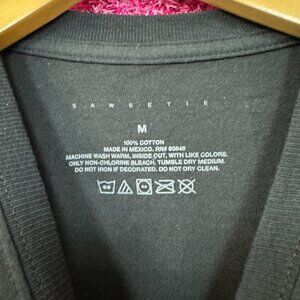 SAWEETIE
M
100% COTTON
MADE IN MEXICO. RN# 93846
MACHINE WASH WARM, INSIDE OUT, WITH LIKE COLORS.
ONLY NON-CHLORINE BLEACH. TUMBLE DRY MEDIUM.
DO NOT IRON IF DECORATED. DO NOT DRY CLEAN.